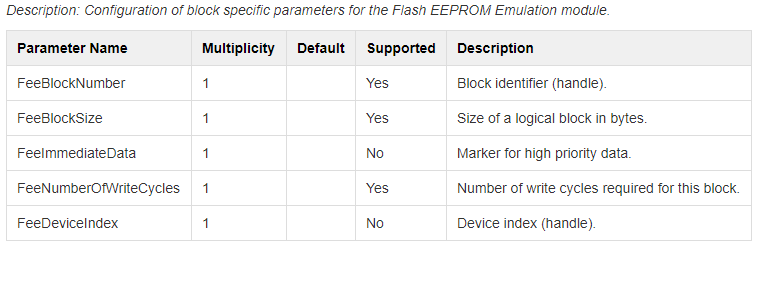 Description: Configuration of block specific parameters for the Flash EEPROM Emulation module.
Parameter Name Multiplicity Default Supported Description
FeeBlockNumber 1 Yes Block identifier (handle).
FeeBlockSize 1 Yes Size of a logical block in bytes.
FeeImmediateData 1 No Marker for high priority data.
FeeNumberOfWriteCycles 1 Yes Number of write cycles required for this block.
FeeDeviceIndex 1 No Device index (handle).